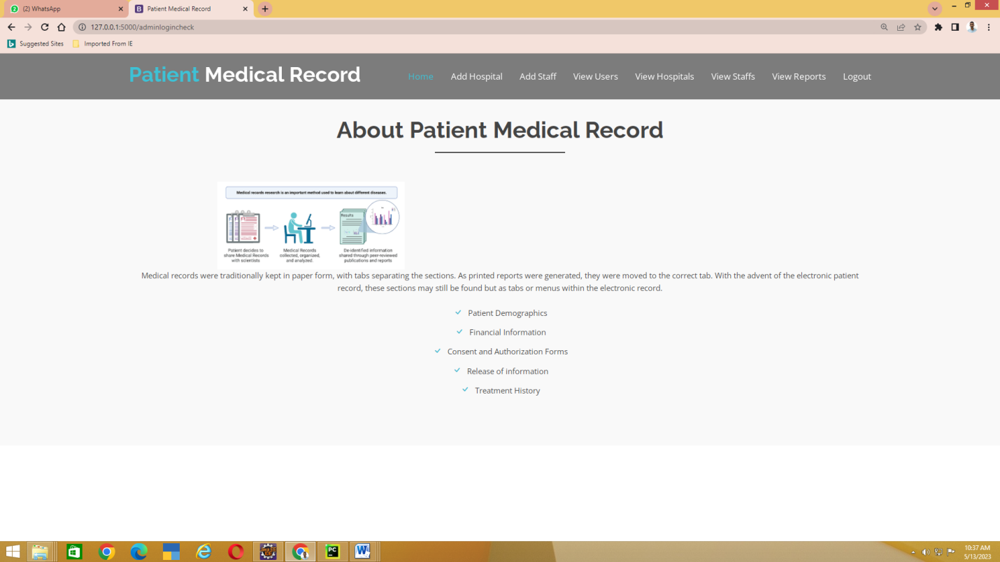 (2) WhatsApp
Patient Medical Record
127.0.0.1:5000/adminlogincheck
Suggested Sites
Imported From IE
Patient Medical Record
Home
Add Hospital
Add Staff
View Users
View Hospitals
View Staffs
View Reports
Logout
About Patient Medical Record
Medical records research is an important method used to learn about different diseases.
Results
Patient decides to
share Medical Records
with scientists
Medical Records
collected, organized,
and analyzed.
De-identified information
shared through peer-reviewed
publications and reports
Medical records were traditionally kept in paper form, with tabs separating the sections. As printed reports were generated, they were moved to the correct tab. With the advent of the electronic patient
record, these sections may still be found but as tabs or menus within the electronic record.
Patient Demographics
Financial Information
Consent and Authorization Forms
Release of information
Treatment History
Java EE
IDE
PC
W
10:37 AM
5/13/2023